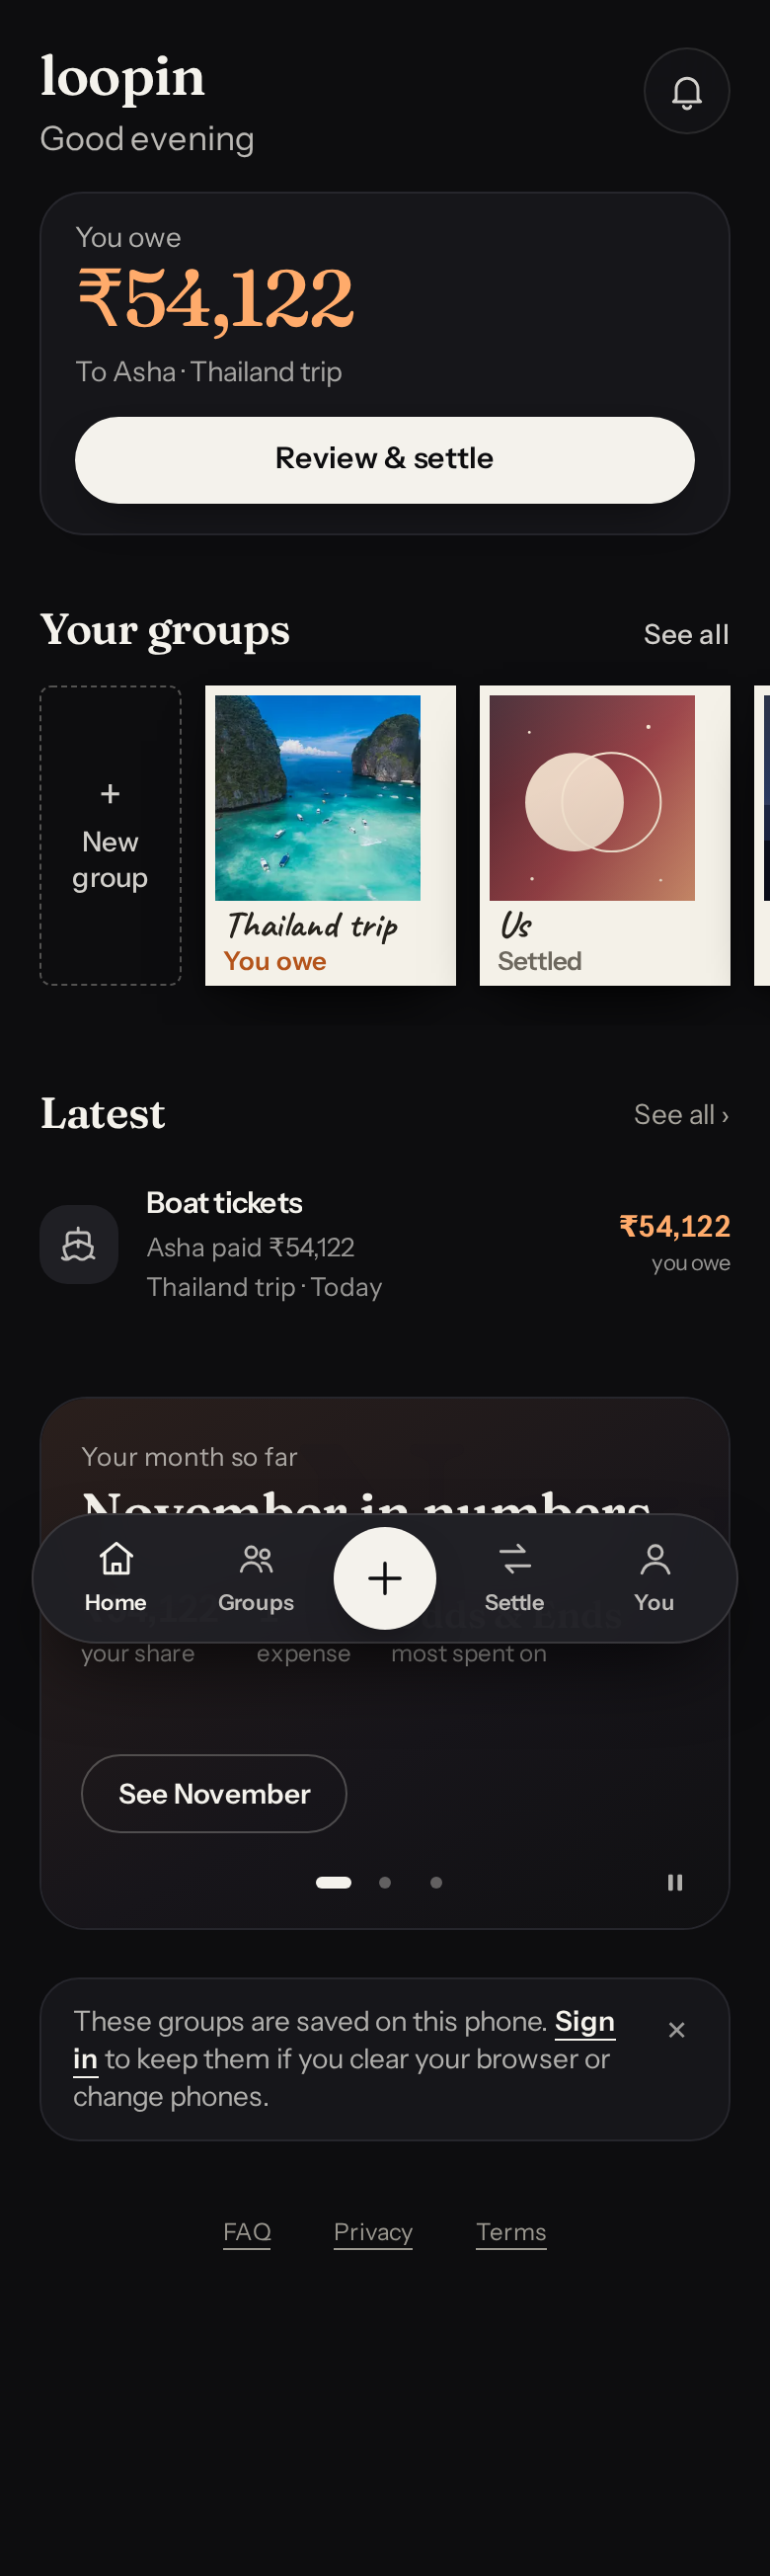 loopin
Good evening
You owe
₹54,122
To Asha · Thailand trip
Review & settle
Your groups
See all
+
New
group
Thailand trip
You owe
Us
Settled
Latest
See all ›
Boat tickets
Asha paid ₹54,122
Thailand trip · Today
₹54,122
you owe
Your month so far
November in numbers
Home
Groups
Settle
You
your share
expense
most spent on
See November
These groups are saved on this phone. Sign
in to keep them if you clear your browser or
change phones.
FAQ
Privacy
Terms